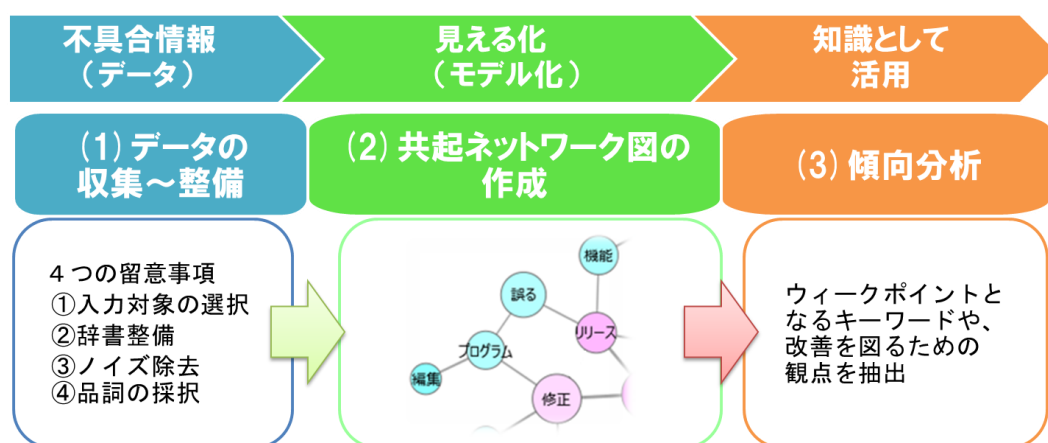 不具合情報
（データ）
見える化
（モデル化）
知識として
活用
(1)データの
収集～整備
(2)共起ネットワーク図の
作成
(3)傾向分析
4つの留意事項
①入力対象の選択
②辞書整備
③ノイズ除去
④品詞の採択
機能
誤る
リリース
プログラム
編集
修正
ウィークポイントと
なるキーワードや、
改善を図るための
観点を抽出